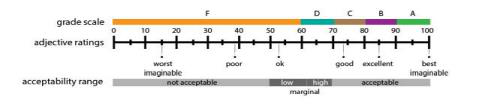 grade scale F D C B A
adjective ratings 0 10 20 30 40 50 60 70 80 90 100
worst imaginable poor ok good excellent best imaginable
acceptability range not acceptable low high acceptable
marginal